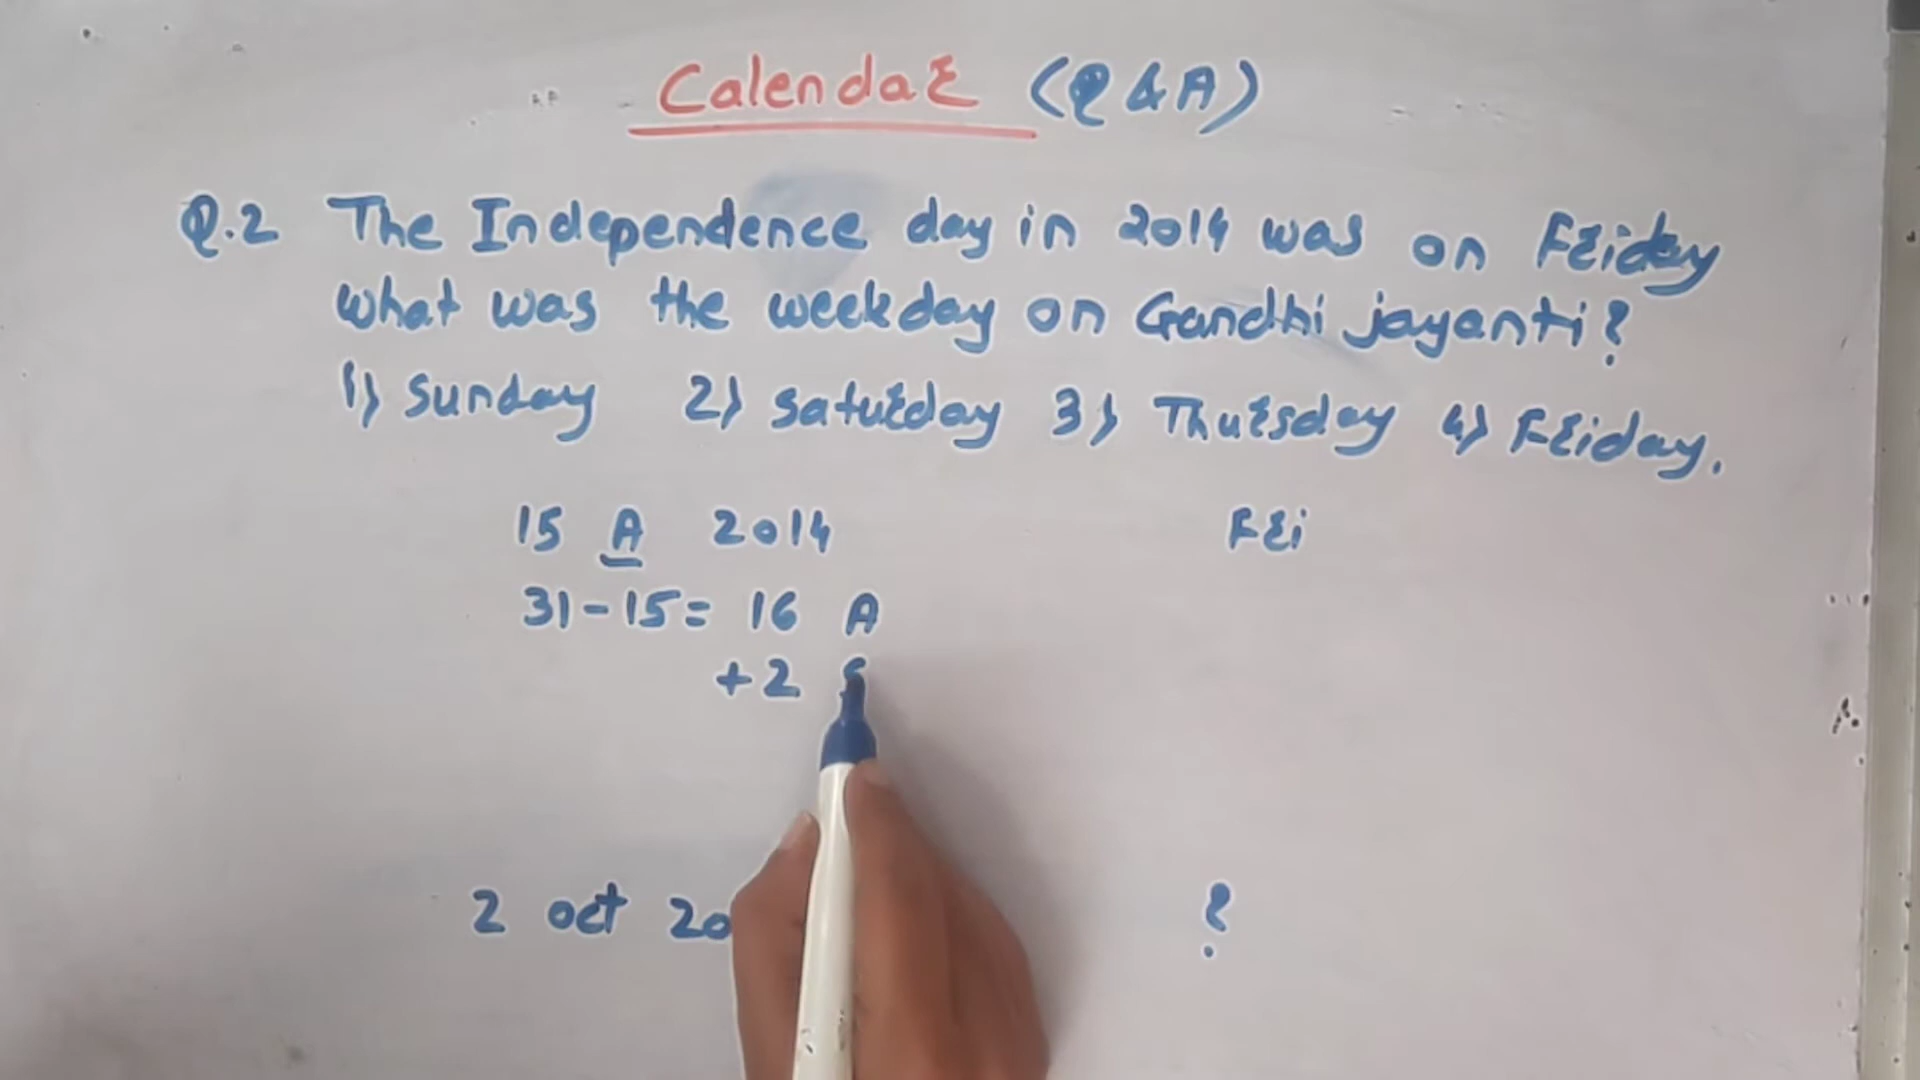 Calendar (Q & A)
Q.2 The Independence day in 2014 was on Friday
what was the weekday on Gandhi jayanti?
1) Sunday 2) Saturday 3) Thursday 4) Friday.
15 A 2014 Fri
31-15= 16 A
+2 S
2 oct 20 ?